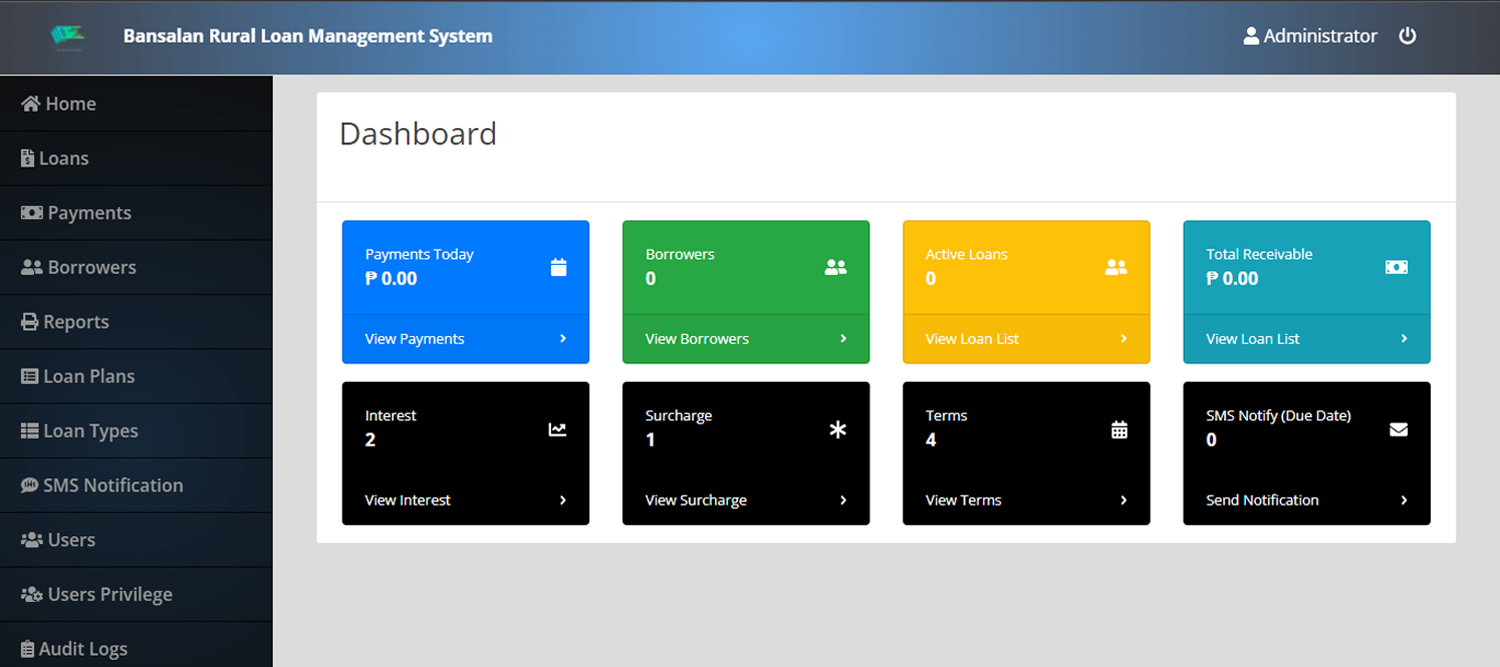 Bansalan Rural Loan Management System
Administrator
Home
Loans
Payments
Borrowers
Reports
Loan Plans
Loan Types
SMS Notification
Users
Users Privilege
Audit Logs
Dashboard
Payments Today
₱ 0.00
View Payments
Borrowers
0
View Borrowers
Active Loans
0
View Loan List
Total Receivable
₱ 0.00
View Loan List
Interest
2
View Interest
Surcharge
1
View Surcharge
Terms
4
View Terms
SMS Notify (Due Date)
0
Send Notification